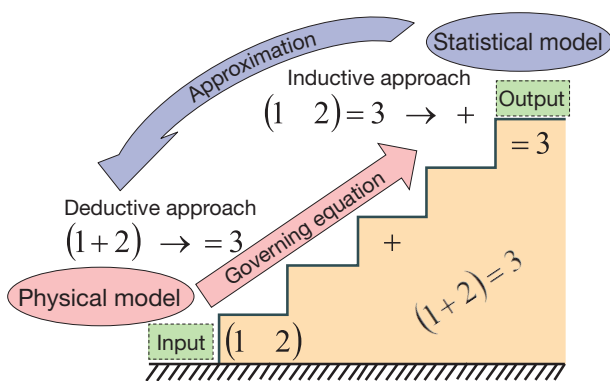 Statistical model
Approximation
Inductive approach
(1 2) = 3 → +
Output
= 3
Deductive approach
(1 + 2) → = 3
Governing equation
+
Physical model
(1 + 2) = 3
Input
(1 2)